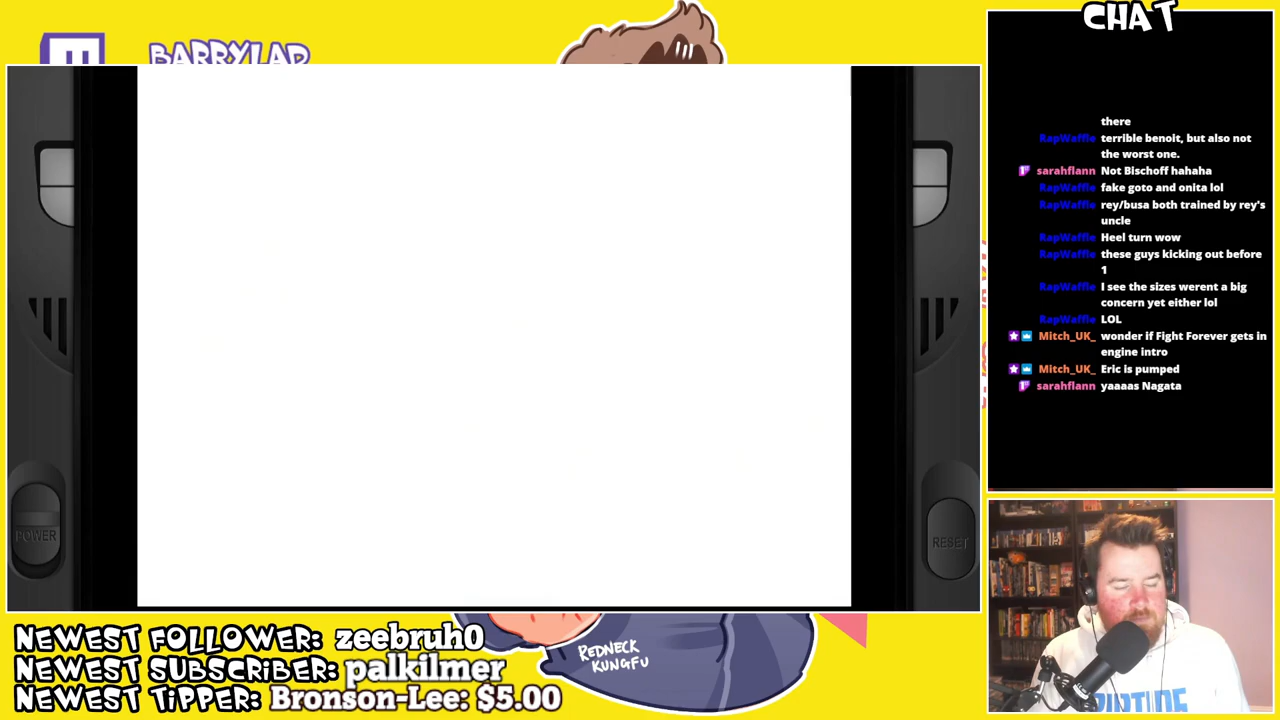 BARRYLAD
CHAT
there
RapWaffle terrible benoit, but also not
the worst one.
sarahflann Not Bischoff hahaha
RapWaffle fake goto and onita lol
RapWaffle rey/busa both trained by rey's
uncle
RapWaffle Heel turn wow
RapWaffle these guys kicking out before
1
RapWaffle I see the sizes werent a big
concern yet either lol
RapWaffle LOL
Mitch_UK_ wonder if Fight Forever gets in
engine intro
Mitch_UK_ Eric is pumped
sarahflann yaaaas Nagata
POWER
RESET
REDNECK
KUNGFU
NEWEST FOLLOWER: zeebruh0
NEWEST SUBSCRIBER: palkilmer
NEWEST TIPPER: Bronson-Lee: $5.00
RIPTIDE